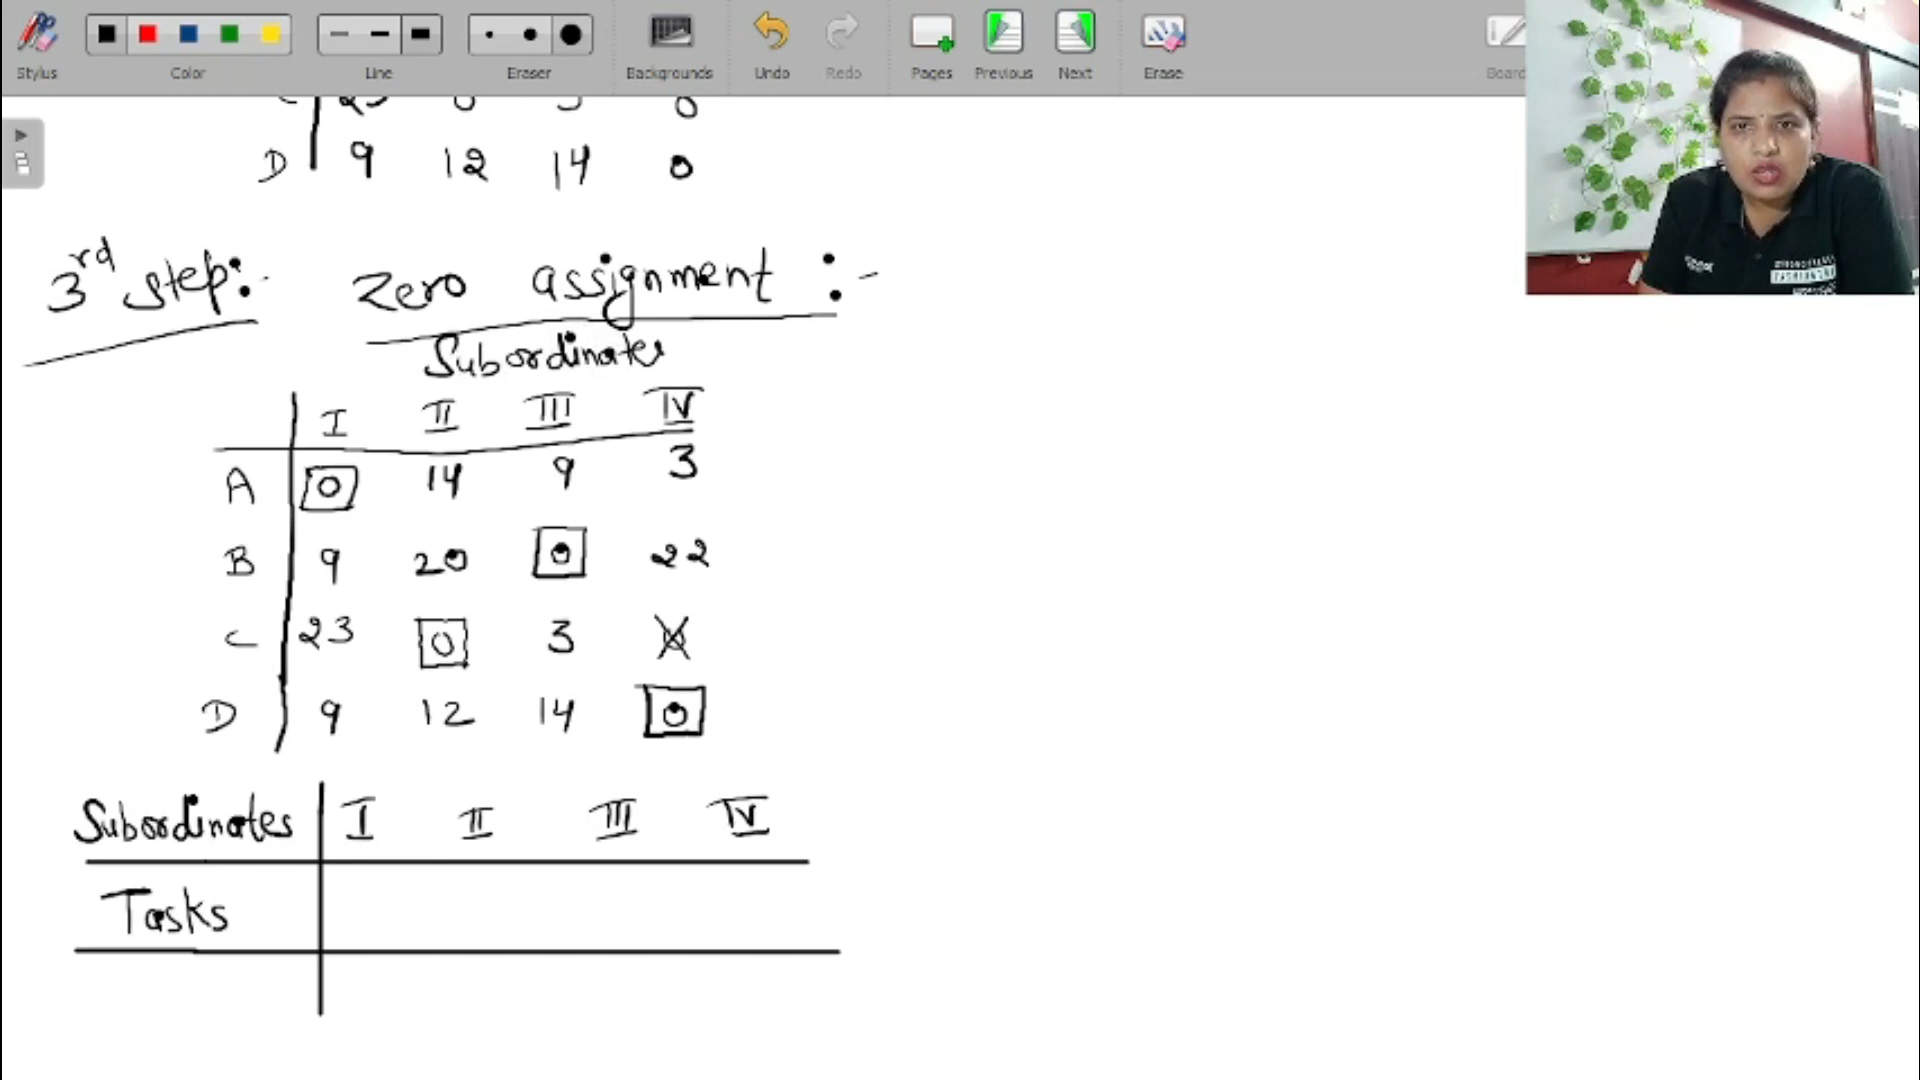 Stylus Color Line Eraser Backgrounds Undo Redo Pages Previous Next Erase Board
D 9 12 14 0
3rd step:- Zero assignment :-
Subordinates
I II III IV
A 0 14 9 3
B 9 20 0 22
C 23 0 3 0
D 9 12 14 0
Subordinates I II III IV
Tasks